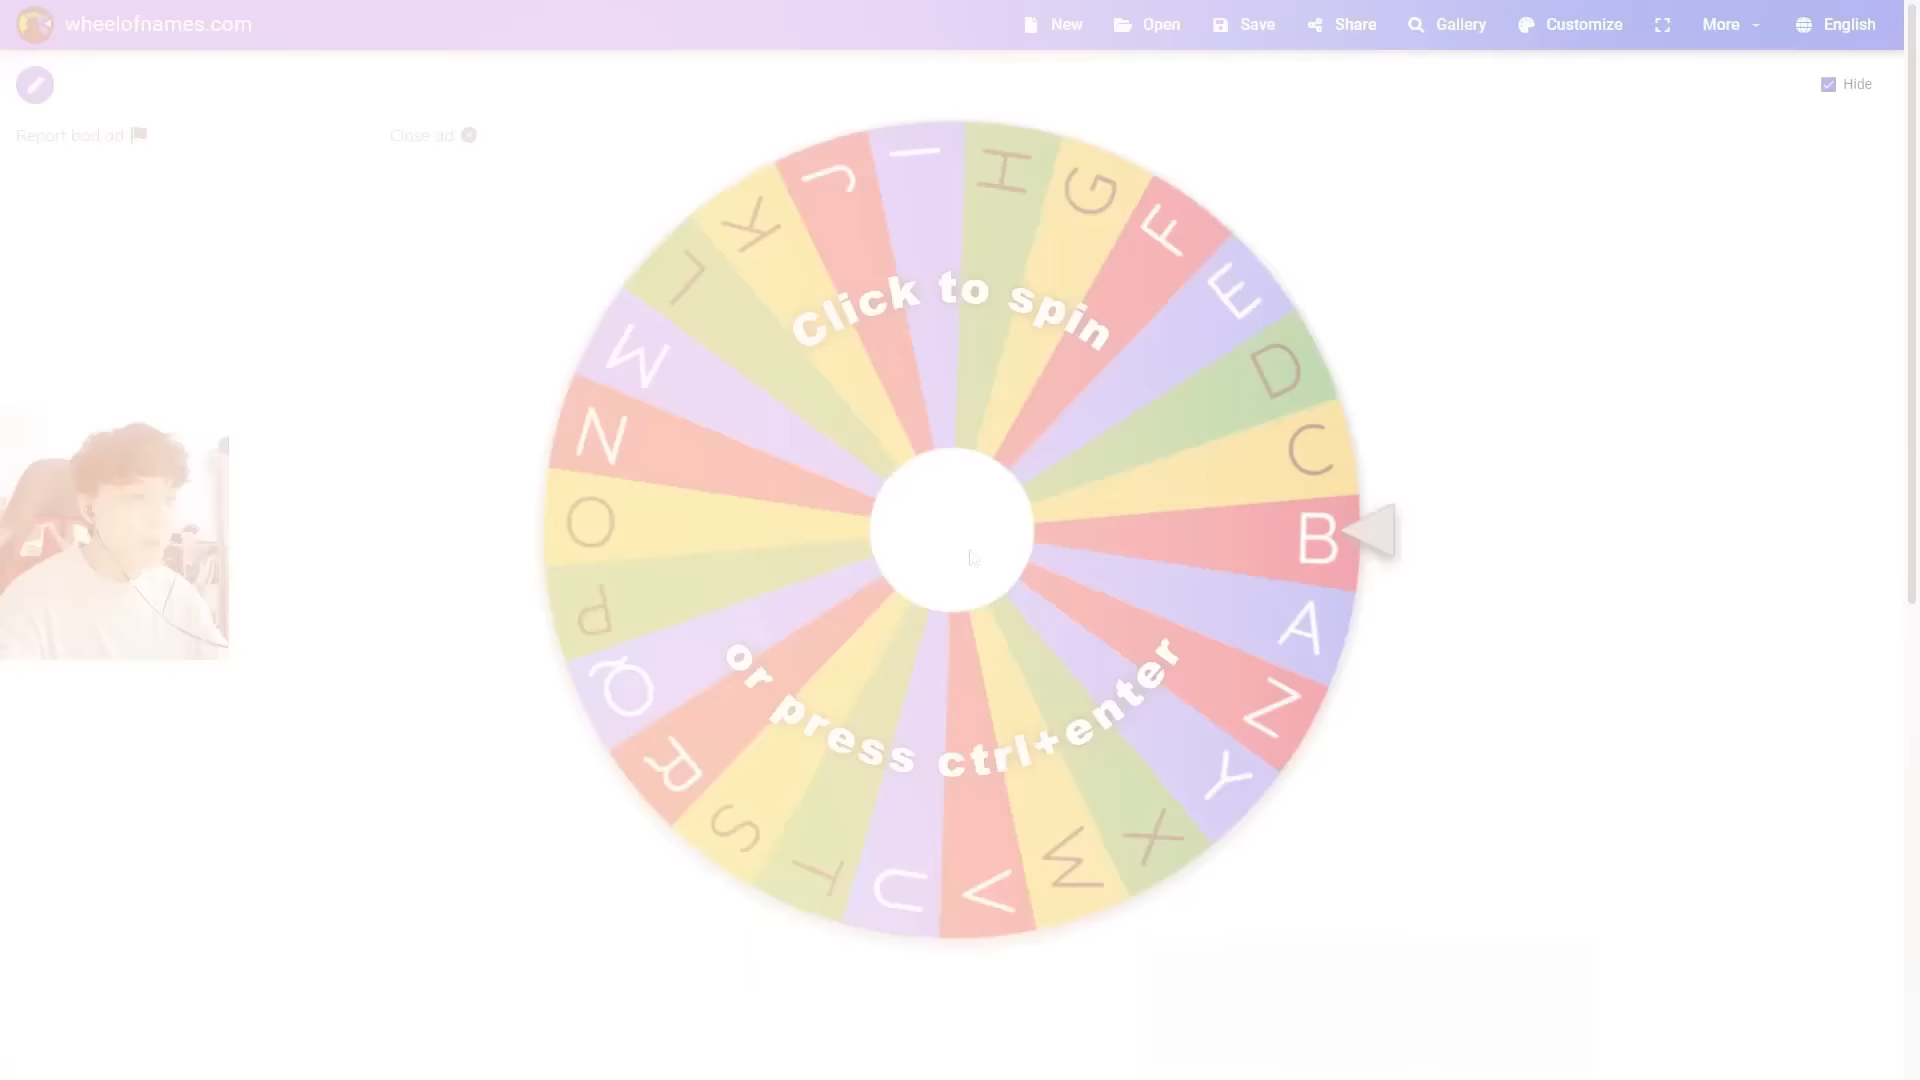 wheelofnames.com
New
Open
Save
Share
Gallery
Customize
More
English
Hide
Report bad ad
Close ad
A
B
C
D
E
F
G
H
I
J
K
L
M
N
O
P
Q
R
S
T
U
V
W
X
Y
Z
Click to spin
or press ctrl+enter